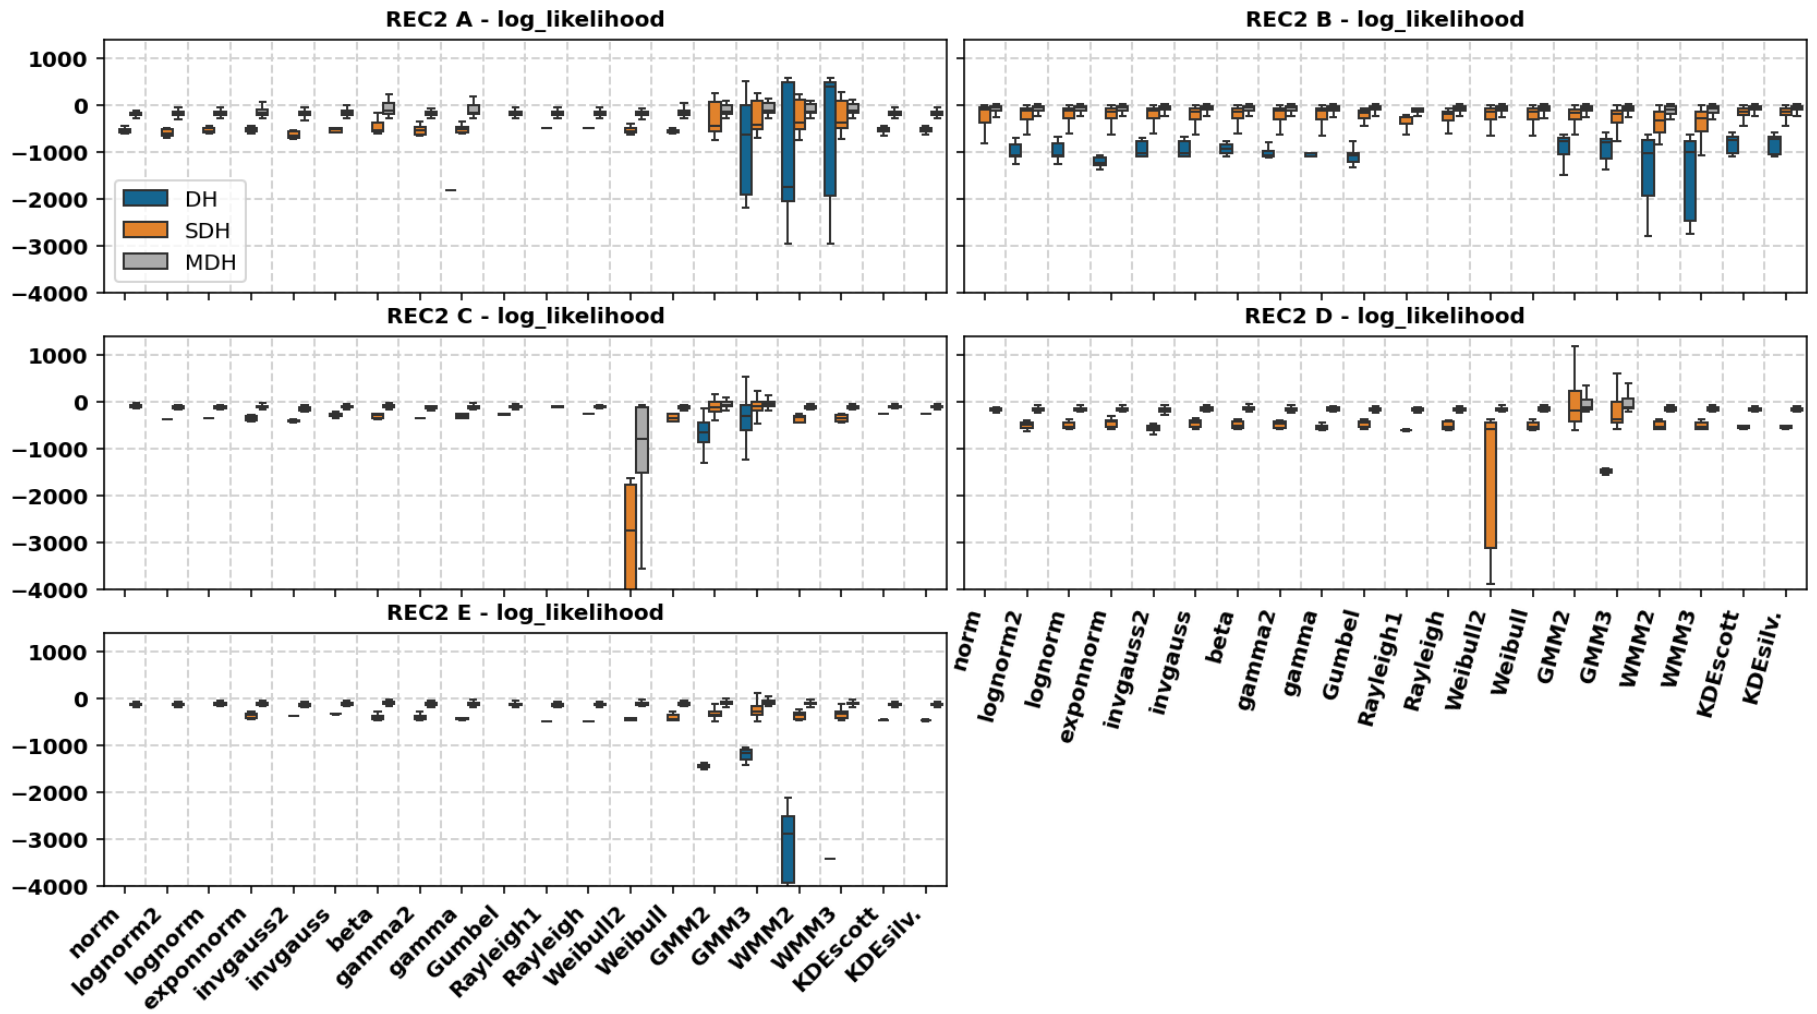 REC2 A - log_likelihood
1000
0
−1000
−2000
−3000
−4000
DH
SDH
MDH
REC2 B - log_likelihood
REC2 C - log_likelihood
1000
0
−1000
−2000
−3000
−4000
REC2 D - log_likelihood
norm
lognorm2
lognorm
exponnorm
invgauss2
invgauss
beta
gamma2
gamma
Gumbel
Rayleigh1
Rayleigh
Weibull2
Weibull
GMM2
GMM3
WMM2
WMM3
KDEscott
KDEsilv.
REC2 E - log_likelihood
1000
0
−1000
−2000
−3000
−4000
norm
lognorm2
lognorm
exponnorm
invgauss2
invgauss
beta
gamma2
gamma
Gumbel
Rayleigh1
Rayleigh
Weibull2
Weibull
GMM2
GMM3
WMM2
WMM3
KDEscott
KDEsilv.